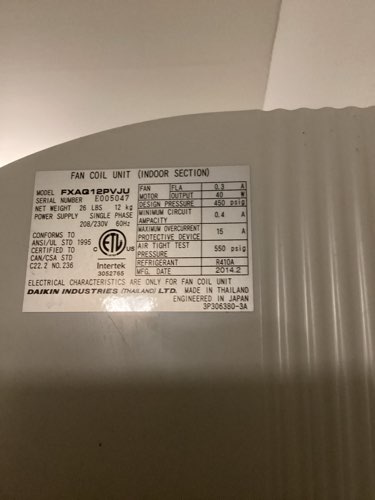 FAN COIL UNIT (INDOOR SECTION)
MODEL FXAQ12PVJU
SERIAL NUMBER E005047
NET WEIGHT 26 LBS 12 kg
POWER SUPPLY SINGLE PHASE
208/230V 60Hz
CONFORMS TO
ANSI/UL STD 1995
CERTIFIED TO
CAN/CSA STD
C22.2 NO.236
C ETL US
Intertek
3052765
FAN FLA 0.3 A
MOTOR OUTPUT 40 W
DESIGN PRESSURE 450 psig
MINIMUM CIRCUIT
AMPACITY 0.4 A
MAXIMUM OVERCURRENT
PROTECTIVE DEVICE 15 A
AIR TIGHT TEST
PRESSURE 550 psig
REFRIGERANT R410A
MFG. DATE 2014.2
ELECTRICAL CHARACTERISTICS ARE ONLY FOR FAN COIL UNIT
DAIKIN INDUSTRIES (THAILAND) LTD. MADE IN THAILAND
ENGINEERED IN JAPAN
3P306380-3A